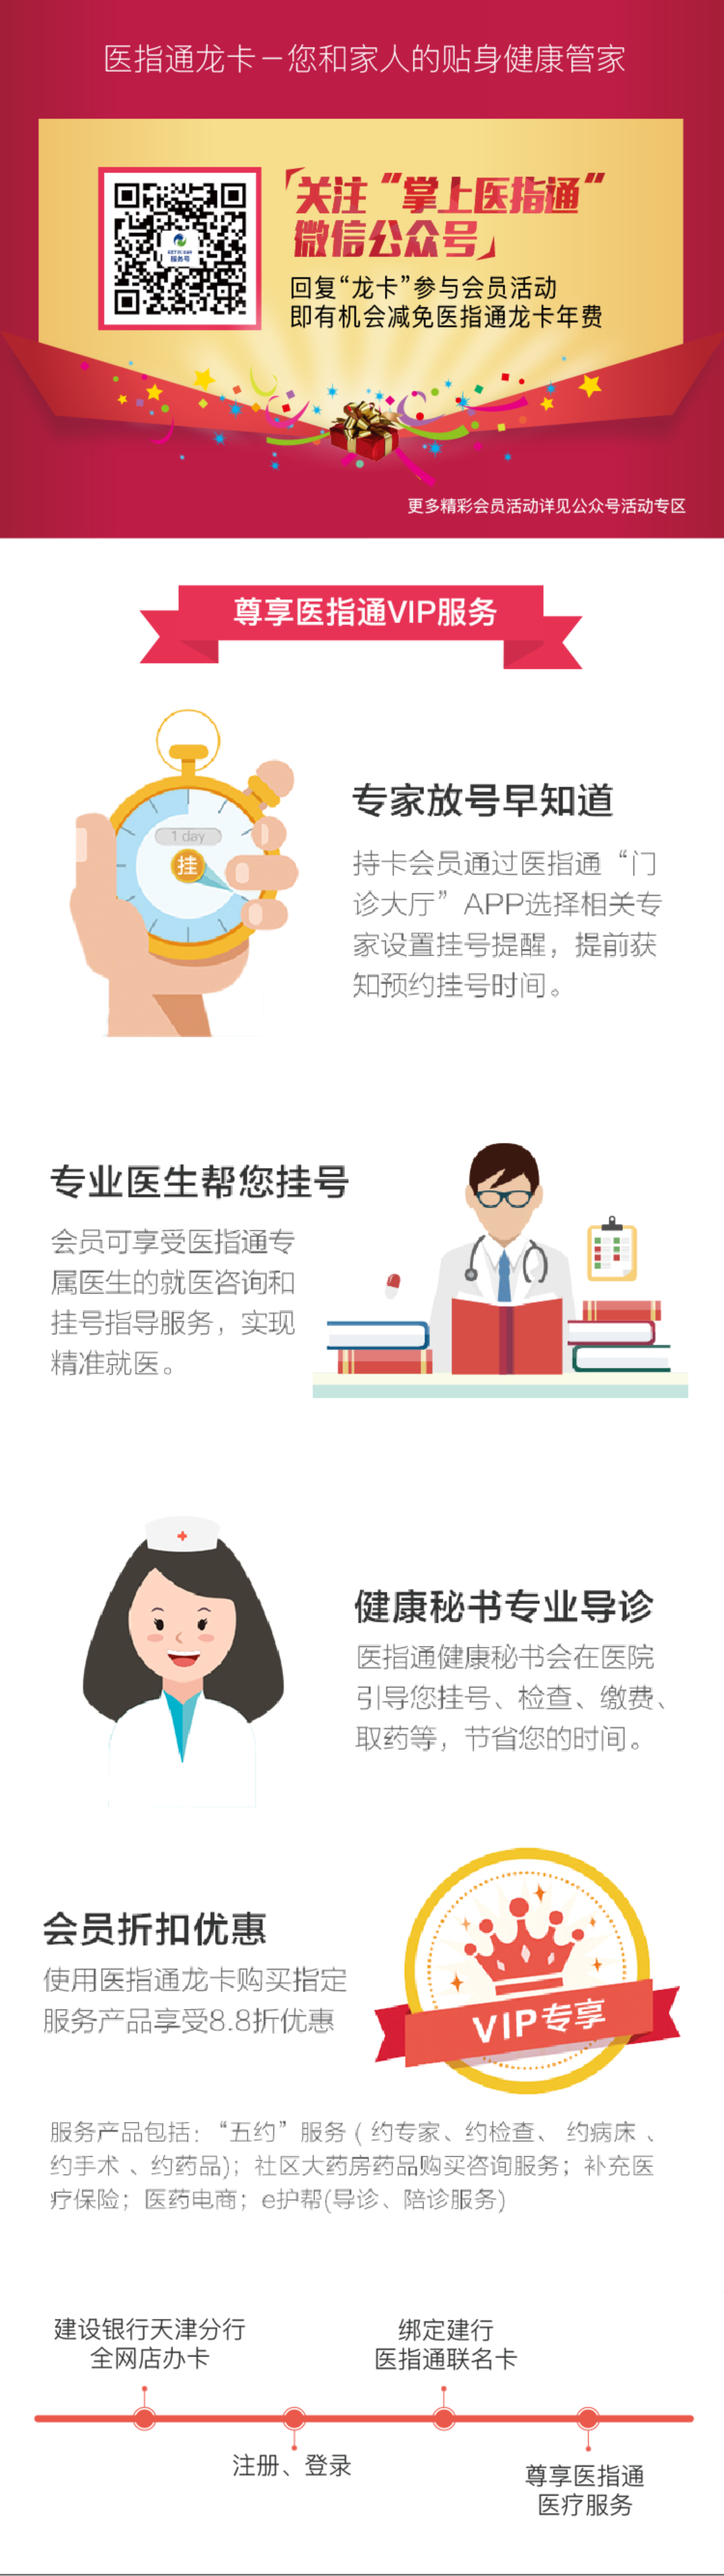 医指通龙卡－您和家人的贴身健康管家
「关注“掌上医指通”
微信公众号」
回复“龙卡”参与会员活动
即有机会减免医指通龙卡年费
服务号
更多精彩会员活动详见公众号活动专区
尊享医指通VIP服务
1 day
挂
专家放号早知道
持卡会员通过医指通“门
诊大厅”APP选择相关专
家设置挂号提醒，提前获
知预约挂号时间。
专业医生帮您挂号
会员可享受医指通专
属医生的就医咨询和
挂号指导服务，实现
精准就医。
健康秘书专业导诊
医指通健康秘书会在医院
引导您挂号、检查、缴费、
取药等，节省您的时间。
会员折扣优惠
使用医指通龙卡购买指定
服务产品享受8.8折优惠
VIP专享
服务产品包括：“五约”服务（约专家、约检查、 约病床 、
约手术 、约药品)；社区大药房药品购买咨询服务；补充医
疗保险；医药电商；e护帮(导诊、陪诊服务)
建设银行天津分行
全网店办卡
绑定建行
医指通联名卡
注册、登录
尊享医指通
医疗服务